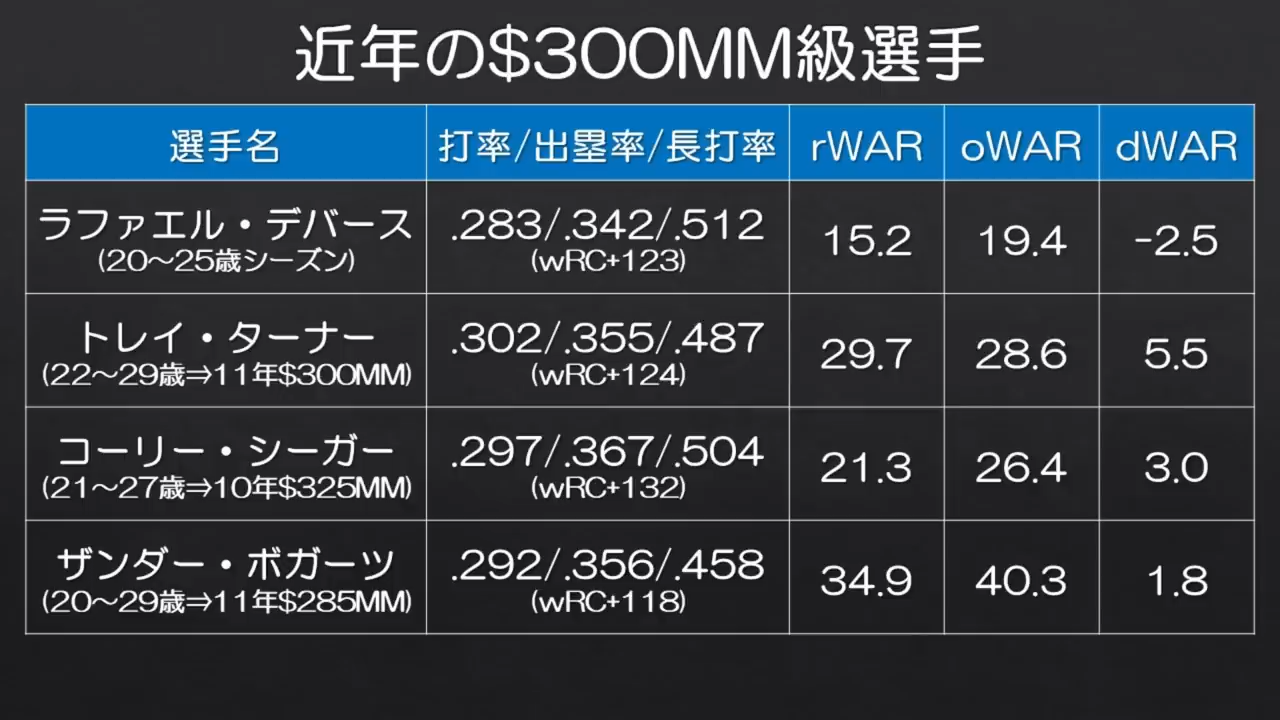 近年の$300MM級選手
選手名 打率/出塁率/長打率 rWAR oWAR dWAR
ラファエル・デバース .283/.342/.512 15.2 19.4 -2.5
(20〜25歳シーズン) (wRC+123)
トレイ・ターナー .302/.355/.487 29.7 28.6 5.5
(22〜29歳⇒11年$300MM) (wRC+124)
コーリー・シーガー .297/.367/.504 21.3 26.4 3.0
(21〜27歳⇒10年$325MM) (wRC+132)
ザンダー・ボガーツ .292/.356/.458 34.9 40.3 1.8
(20〜29歳⇒11年$285MM) (wRC+118)